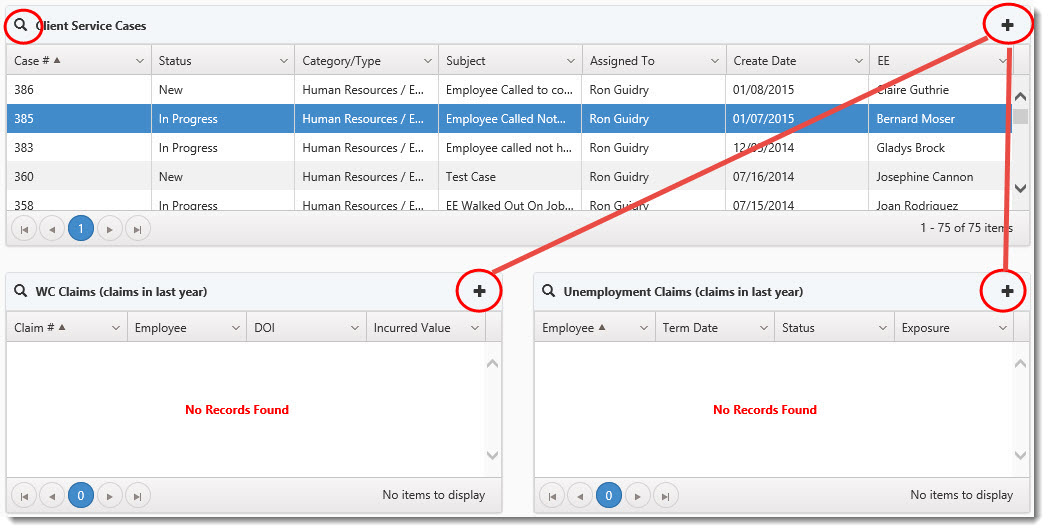 Client Service Cases
Case # Status Category/Type Subject Assigned To Create Date EE
386 New Human Resources / E... Employee Called to co... Ron Guidry 01/08/2015 Claire Guthrie
385 In Progress Human Resources / E... Employee Called Not... Ron Guidry 01/07/2015 Bernard Moser
383 In Progress Human Resources / E... Employee called not h... Ron Guidry 12/05/2014 Gladys Brock
360 New Human Resources / E... Test Case Ron Guidry 07/16/2014 Josephine Cannon
358 In Progress Human Resources / E... EE Walked Out On Job... Ron Guidry 07/15/2014 Joan Rodriguez
1 1 - 75 of 75 items
WC Claims (claims in last year) Unemployment Claims (claims in last year)
Claim # Employee DOI Incurred Value Employee Term Date Status Exposure
No Records Found No Records Found
0 No items to display 0 No items to display